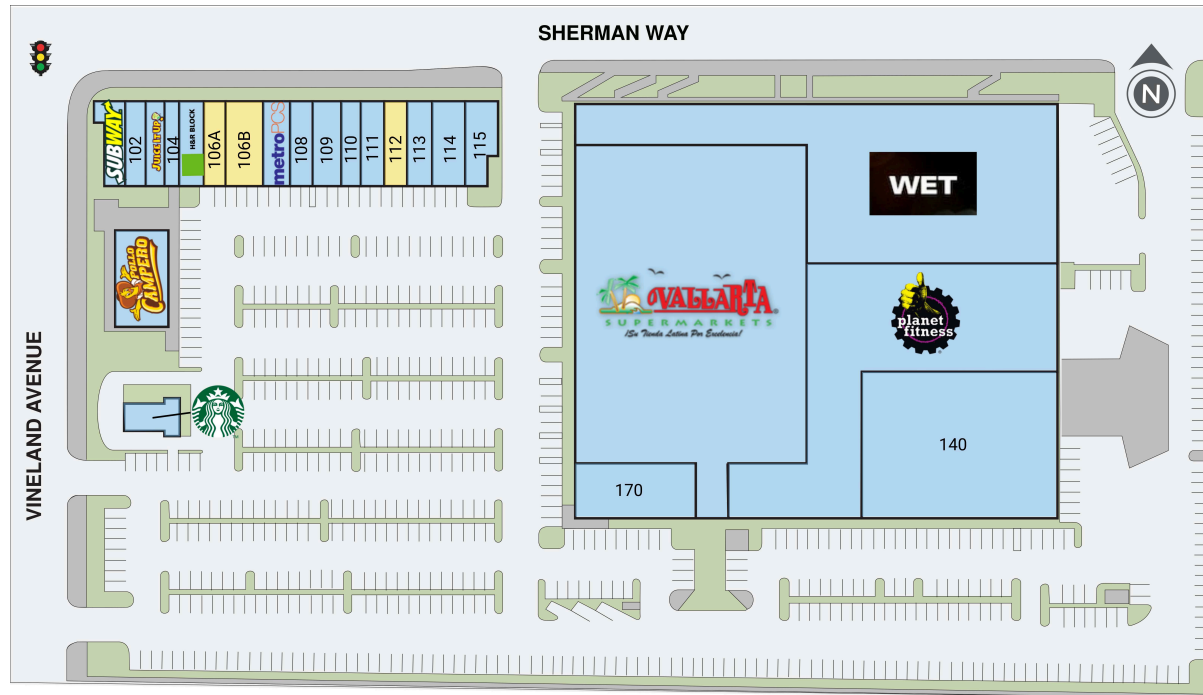 SHERMAN WAY
N
SUBWAY
102
JUICE IT UP!
104
H&R BLOCK
106A
106B
metroPCS
108
109
110
111
112
113
114
115
WET
POLLO
CAMPERO
VALLARTA
SUPERMARKETS
¡Su Tienda Latina Por Excelencia!
planet
fitness
VINELAND AVENUE
140
170